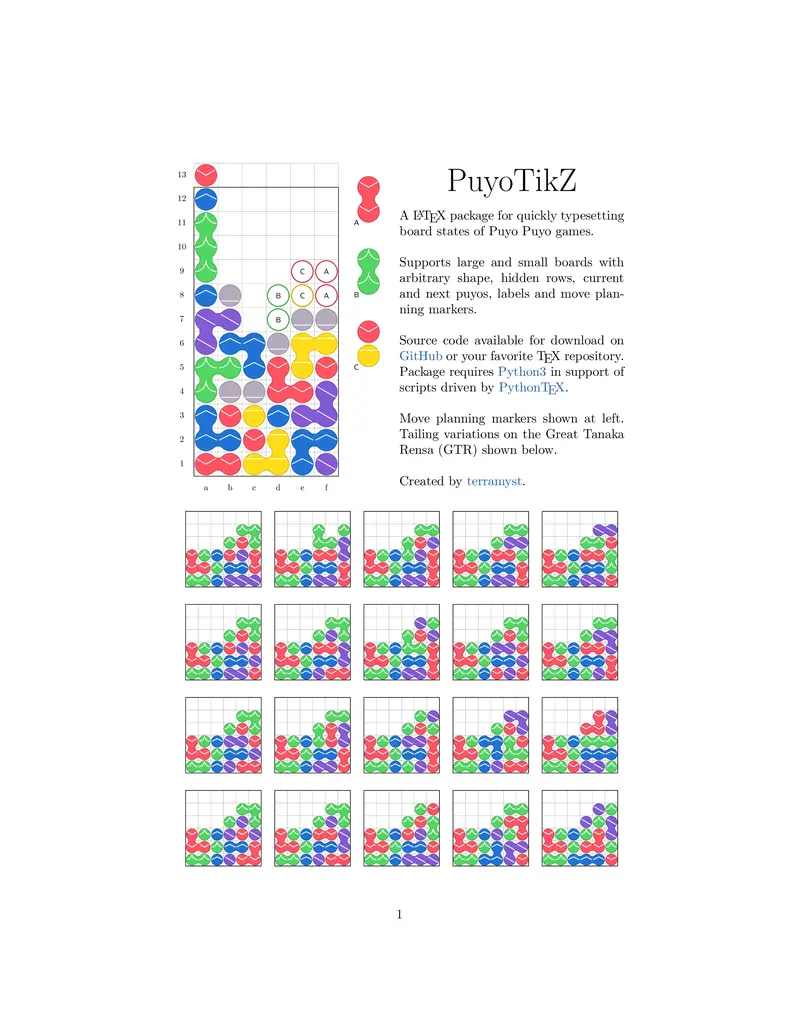 PuyoTikZ
A LATEX package for quickly typesetting
board states of Puyo Puyo games.
Supports large and small boards with
arbitrary shape, hidden rows, current
and next puyos, labels and move plan-
ning markers.
Source code available for download on
GitHub or your favorite TEX repository.
Package requires Python3 in support of
scripts driven by PythonTEX.
Move planning markers shown at left.
Tailing variations on the Great Tanaka
Rensa (GTR) shown below.
Created by terramyst.
13
12
11
10
9
8
7
6
5
4
3
2
1
a b c d e f
C A
B C A
B
A
B
C
1